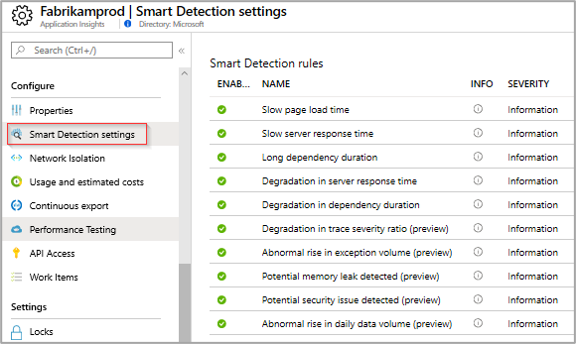 Fabrikamprod | Smart Detection settings
Application Insights
Directory: Microsoft
Search (Ctrl+/)
«
Configure
Properties
Smart Detection settings
Network Isolation
Usage and estimated costs
Continuous export
Performance Testing
API Access
Work Items
Settings
Locks
Smart Detection rules
ENAB... NAME INFO SEVERITY
Slow page load time Information
Slow server response time Information
Long dependency duration Information
Degradation in server response time Information
Degradation in dependency duration Information
Degradation in trace severity ratio (preview) Information
Abnormal rise in exception volume (preview) Information
Potential memory leak detected (preview) Information
Potential security issue detected (preview) Information
Abnormal rise in daily data volume (preview) Information